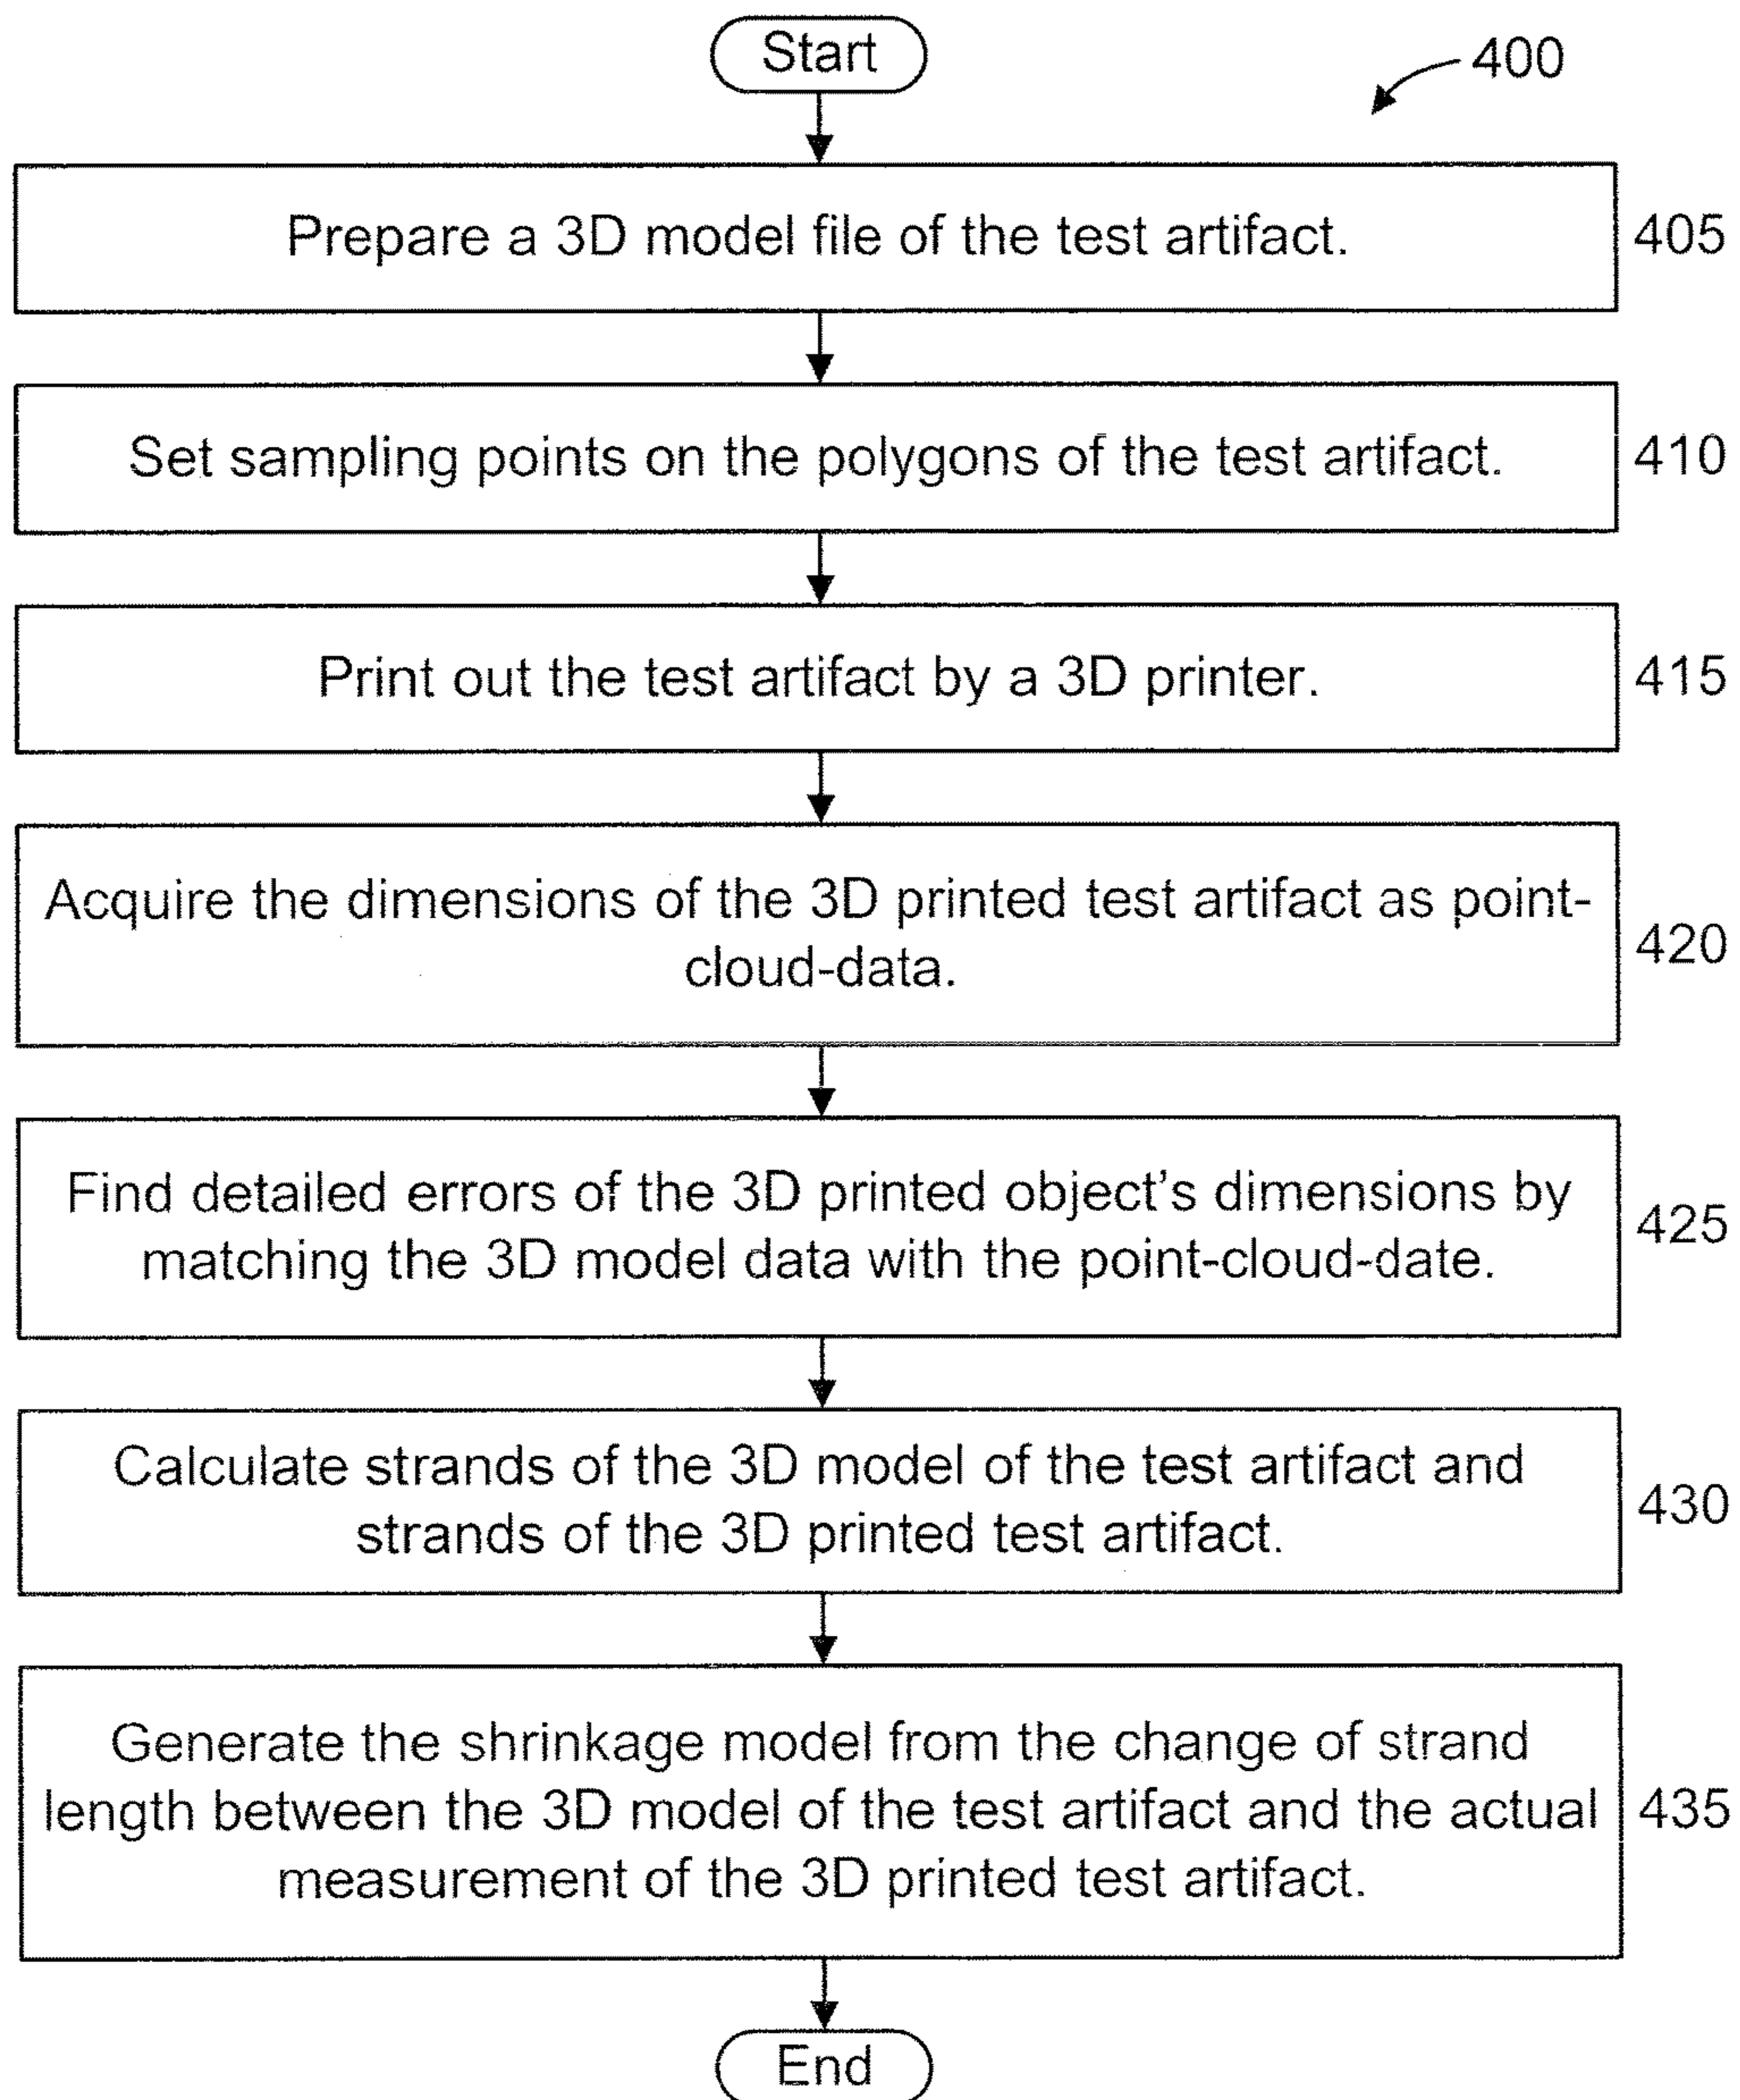 Start
400
Prepare a 3D model file of the test artifact.
405
Set sampling points on the polygons of the test artifact.
410
Print out the test artifact by a 3D printer.
415
Acquire the dimensions of the 3D printed test artifact as point-
cloud-data.
420
Find detailed errors of the 3D printed object's dimensions by
matching the 3D model data with the point-cloud-date.
425
Calculate strands of the 3D model of the test artifact and
strands of the 3D printed test artifact.
430
Generate the shrinkage model from the change of strand
length between the 3D model of the test artifact and the actual
measurement of the 3D printed test artifact.
435
End